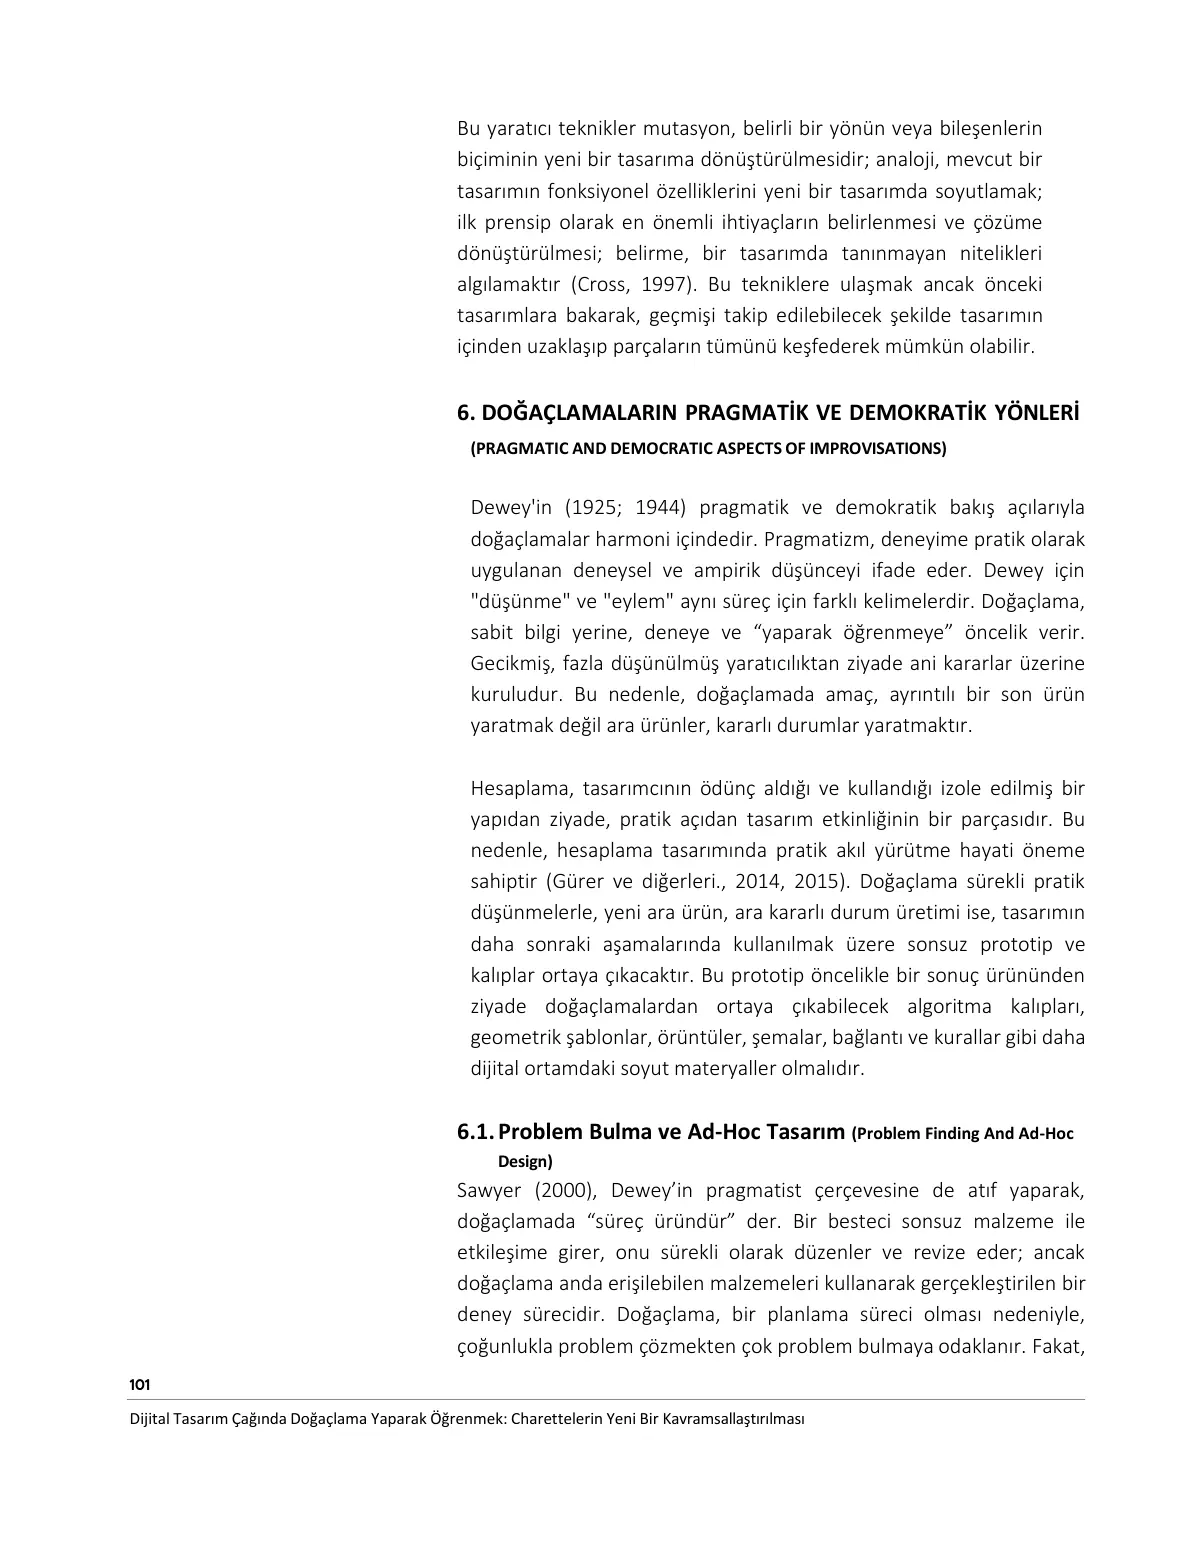 Bu yaratıcı teknikler mutasyon, belirli bir yönün veya bileşenlerin
biçiminin yeni bir tasarıma dönüştürülmesidir; analoji, mevcut bir
tasarımın fonksiyonel özelliklerini yeni bir tasarımda soyutlamak;
ilk prensip olarak en önemli ihtiyaçların belirlenmesi ve çözüme
dönüştürülmesi; belirme, bir tasarımda tanınmayan nitelikleri
algılamaktır (Cross, 1997). Bu tekniklere ulaşmak ancak önceki
tasarımlara bakarak, geçmişi takip edilebilecek şekilde tasarımın
içinden uzaklaşıp parçaların tümünü keşfederek mümkün olabilir.
6. DOĞAÇLAMALARIN PRAGMATİK VE DEMOKRATİK YÖNLERİ
(PRAGMATIC AND DEMOCRATIC ASPECTS OF IMPROVISATIONS)
Dewey'in (1925; 1944) pragmatik ve demokratik bakış açılarıyla
doğaçlamalar harmoni içindedir. Pragmatizm, deneyime pratik olarak
uygulanan deneysel ve ampirik düşünceyi ifade eder. Dewey için
"düşünme" ve "eylem" aynı süreç için farklı kelimelerdir. Doğaçlama,
sabit bilgi yerine, deneye ve “yaparak öğrenmeye” öncelik verir.
Gecikmiş, fazla düşünülmüş yaratıcılıktan ziyade ani kararlar üzerine
kuruludur. Bu nedenle, doğaçlamada amaç, ayrıntılı bir son ürün
yaratmak değil ara ürünler, kararlı durumlar yaratmaktır.
Hesaplama, tasarımcının ödünç aldığı ve kullandığı izole edilmiş bir
yapıdan ziyade, pratik açıdan tasarım etkinliğinin bir parçasıdır. Bu
nedenle, hesaplama tasarımında pratik akıl yürütme hayati öneme
sahiptir (Gürer ve diğerleri., 2014, 2015). Doğaçlama sürekli pratik
düşünmelerle, yeni ara ürün, ara kararlı durum üretimi ise, tasarımın
daha sonraki aşamalarında kullanılmak üzere sonsuz prototip ve
kalıplar ortaya çıkacaktır. Bu prototip öncelikle bir sonuç ürününden
ziyade doğaçlamalardan ortaya çıkabilecek algoritma kalıpları,
geometrik şablonlar, örüntüler, şemalar, bağlantı ve kurallar gibi daha
dijital ortamdaki soyut materyaller olmalıdır.
6.1. Problem Bulma ve Ad-Hoc Tasarım (Problem Finding And Ad-Hoc
Design)
Sawyer (2000), Dewey’in pragmatist çerçevesine de atıf yaparak,
doğaçlamada “süreç üründür” der. Bir besteci sonsuz malzeme ile
etkileşime girer, onu sürekli olarak düzenler ve revize eder; ancak
doğaçlama anda erişilebilen malzemeleri kullanarak gerçekleştirilen bir
deney sürecidir. Doğaçlama, bir planlama süreci olması nedeniyle,
çoğunlukla problem çözmekten çok problem bulmaya odaklanır. Fakat,
101
Dijital Tasarım Çağında Doğaçlama Yaparak Öğrenmek: Charettelerin Yeni Bir Kavramsallaştırılması